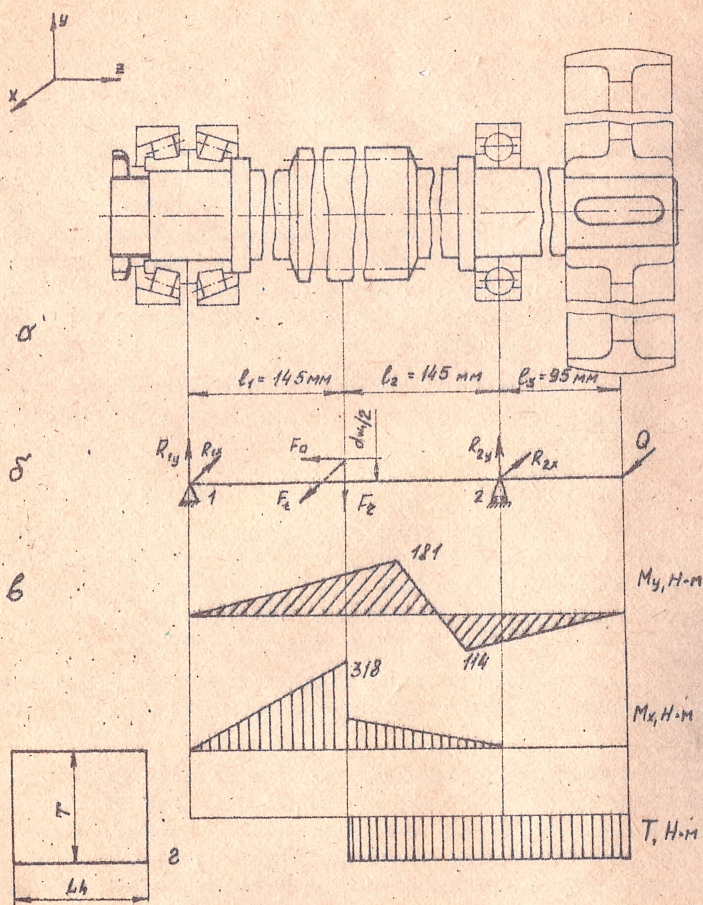 y
z
x
а
l₁ = 145 мм
l₂ = 145 мм
l₃ = 95 мм
б
R₁y
R₁x
1
Fa
Ft
Fr
dw₁/2
R₂y
R₂x
2
Q
в
181
114
My, Н·м
318
Mx, Н·м
T
Lh
г
T, Н·м